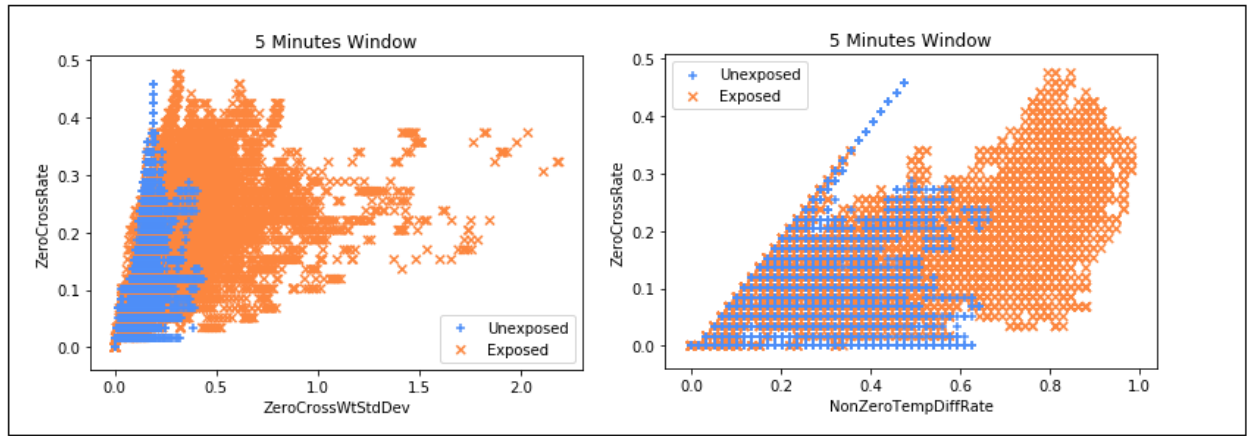 5 Minutes Window
ZeroCrossRate
0.5
0.4
0.3
0.2
0.1
0.0
0.0 0.5 1.0 1.5 2.0
ZeroCrossWtStdDev
Unexposed
Exposed
5 Minutes Window
ZeroCrossRate
0.5
0.4
0.3
0.2
0.1
0.0
0.0 0.2 0.4 0.6 0.8 1.0
NonZeroTempDiffRate
Unexposed
Exposed